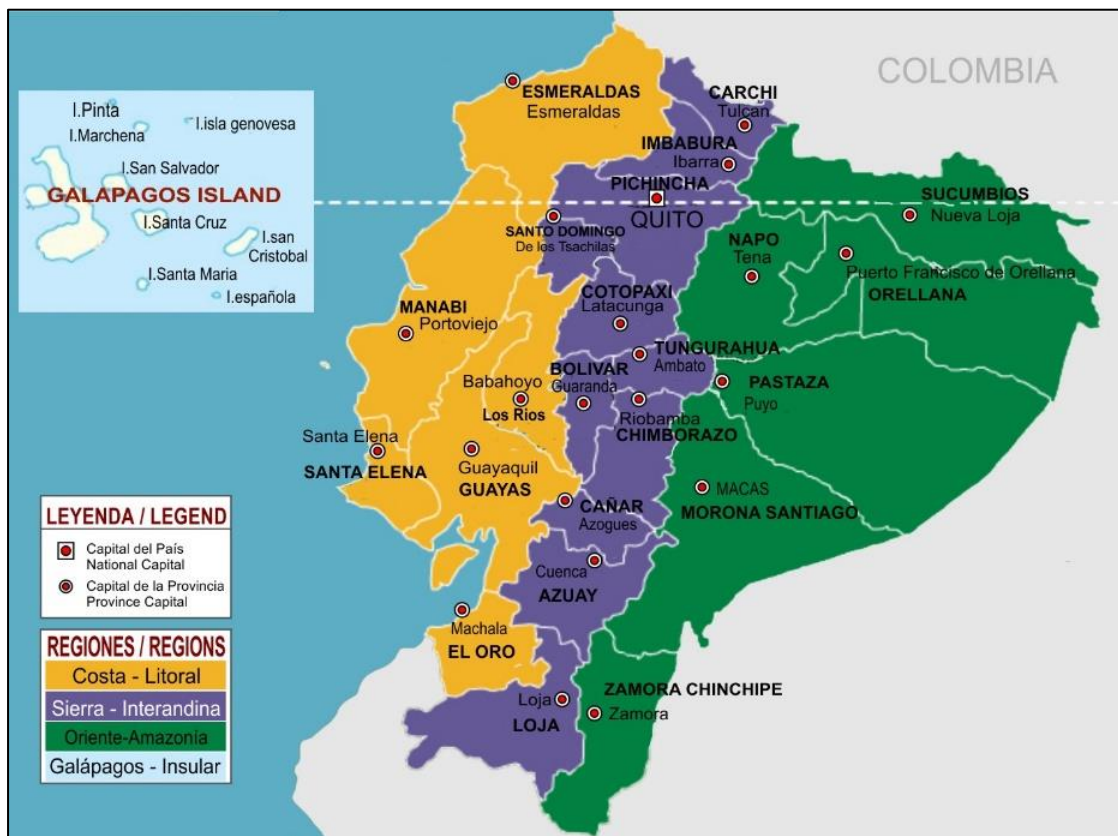 COLOMBIA
I.Pinta
I.Marchena
I.isla genovesa
I.San Salvador
GALAPAGOS ISLAND
I.Santa Cruz
I.san
Cristobal
I.Santa Maria
I.española
ESMERALDAS
Esmeraldas
CARCHI
Tulcan
IMBABURA
Ibarra
PICHINCHA
QUITO
SANTO DOMINGO
De los Tsachilas
SUCUMBIOS
Nueva Loja
NAPO
Tena
Puerto Francisco de Orellana
ORELLANA
COTOPAXI
Latacunga
MANABI
Portoviejo
TUNGURAHUA
Ambato
BOLIVAR
Guaranda
PASTAZA
Puyo
Babahoyo
Los Rios
Riobamba
CHIMBORAZO
Santa Elena
SANTA ELENA
Guayaquil
GUAYAS
MACAS
MORONA SANTIAGO
CAÑAR
Azogues
Cuenca
AZUAY
Machala
EL ORO
Loja
LOJA
ZAMORA CHINCHIPE
Zamora
LEYENDA / LEGEND
Capital del País
National Capital
Capital de la Provincia
Province Capital
REGIONES / REGIONS
Costa - Litoral
Sierra - Interandina
Oriente-Amazonía
Galápagos - Insular